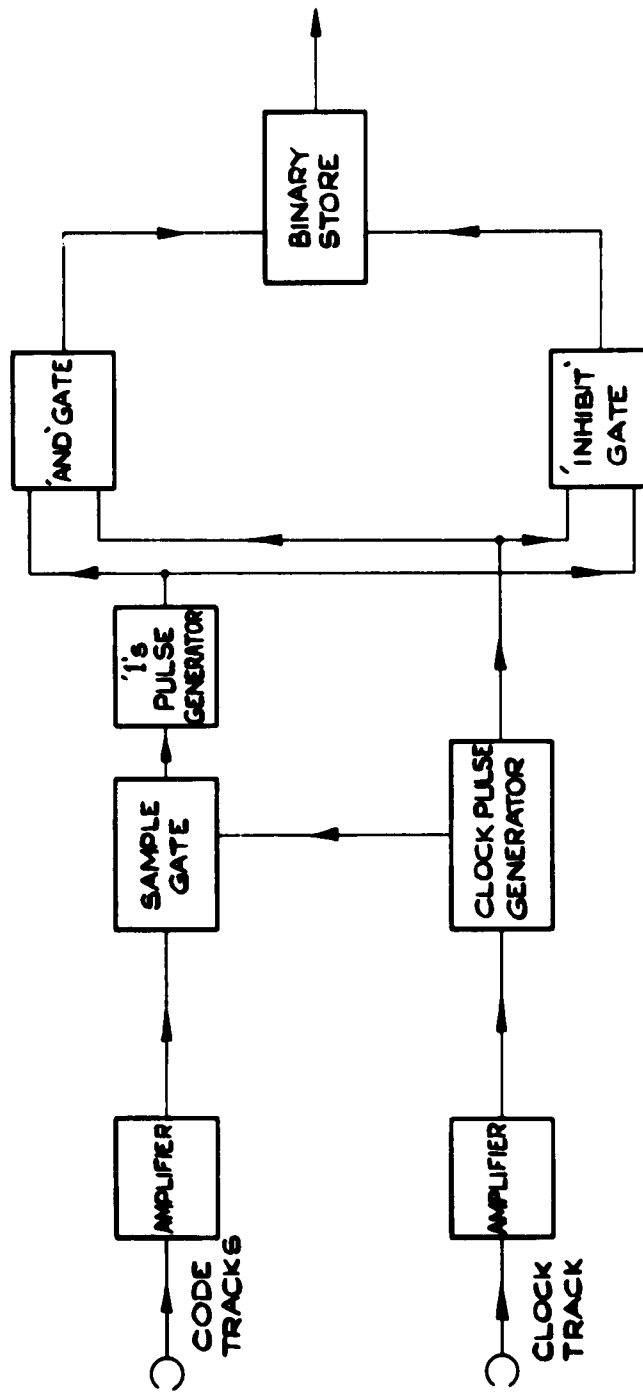 'AND' GATE
CODE
TRACKS
AMPLIFIER
SAMPLE
GATE
'1's
PULSE
GENERATOR
BINARY
STORE
CLOCK
TRACK
AMPLIFIER
CLOCK PULSE
GENERATOR
'INHIBIT'
GATE